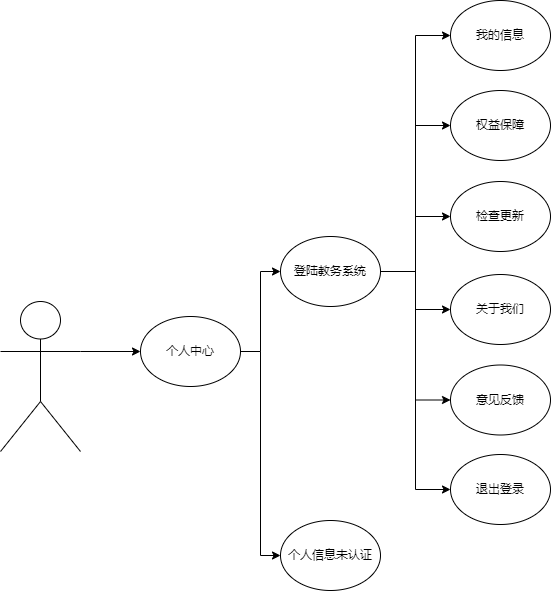 我的信息
权益保障
检查更新
登陆教务系统
关于我们
个人中心
意见反馈
退出登录
个人信息未认证